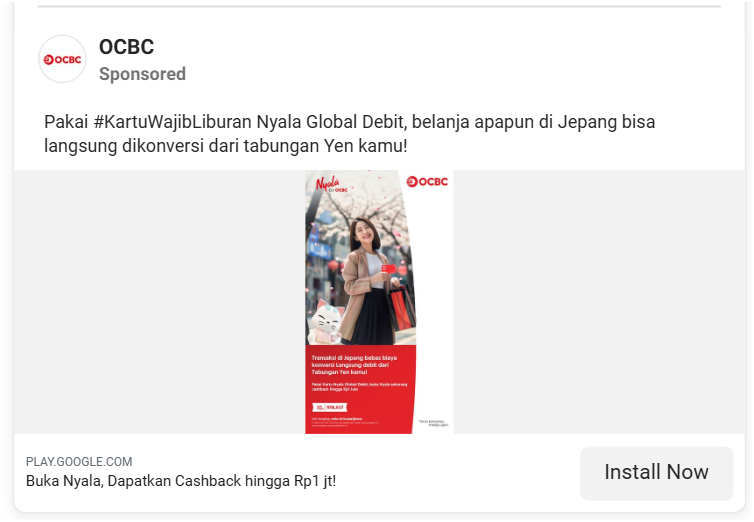 OCBC
OCBC
Sponsored
Pakai #KartuWajibLiburan Nyala Global Debit, belanja apapun di Jepang bisa
langsung dikonversi dari tabungan Yen kamu!
Nyala
by OCBC
OCBC
Transaksi di Jepang bebas biaya
konversi Langsung debit dari
Tabungan Yen kamu!
Pakai Kartu Nyala Global Debit, buka Nyala sekarang
cashback hingga Rp1 juta
PLAY.GOOGLE.COM
Buka Nyala, Dapatkan Cashback hingga Rp1 jt!
Install Now